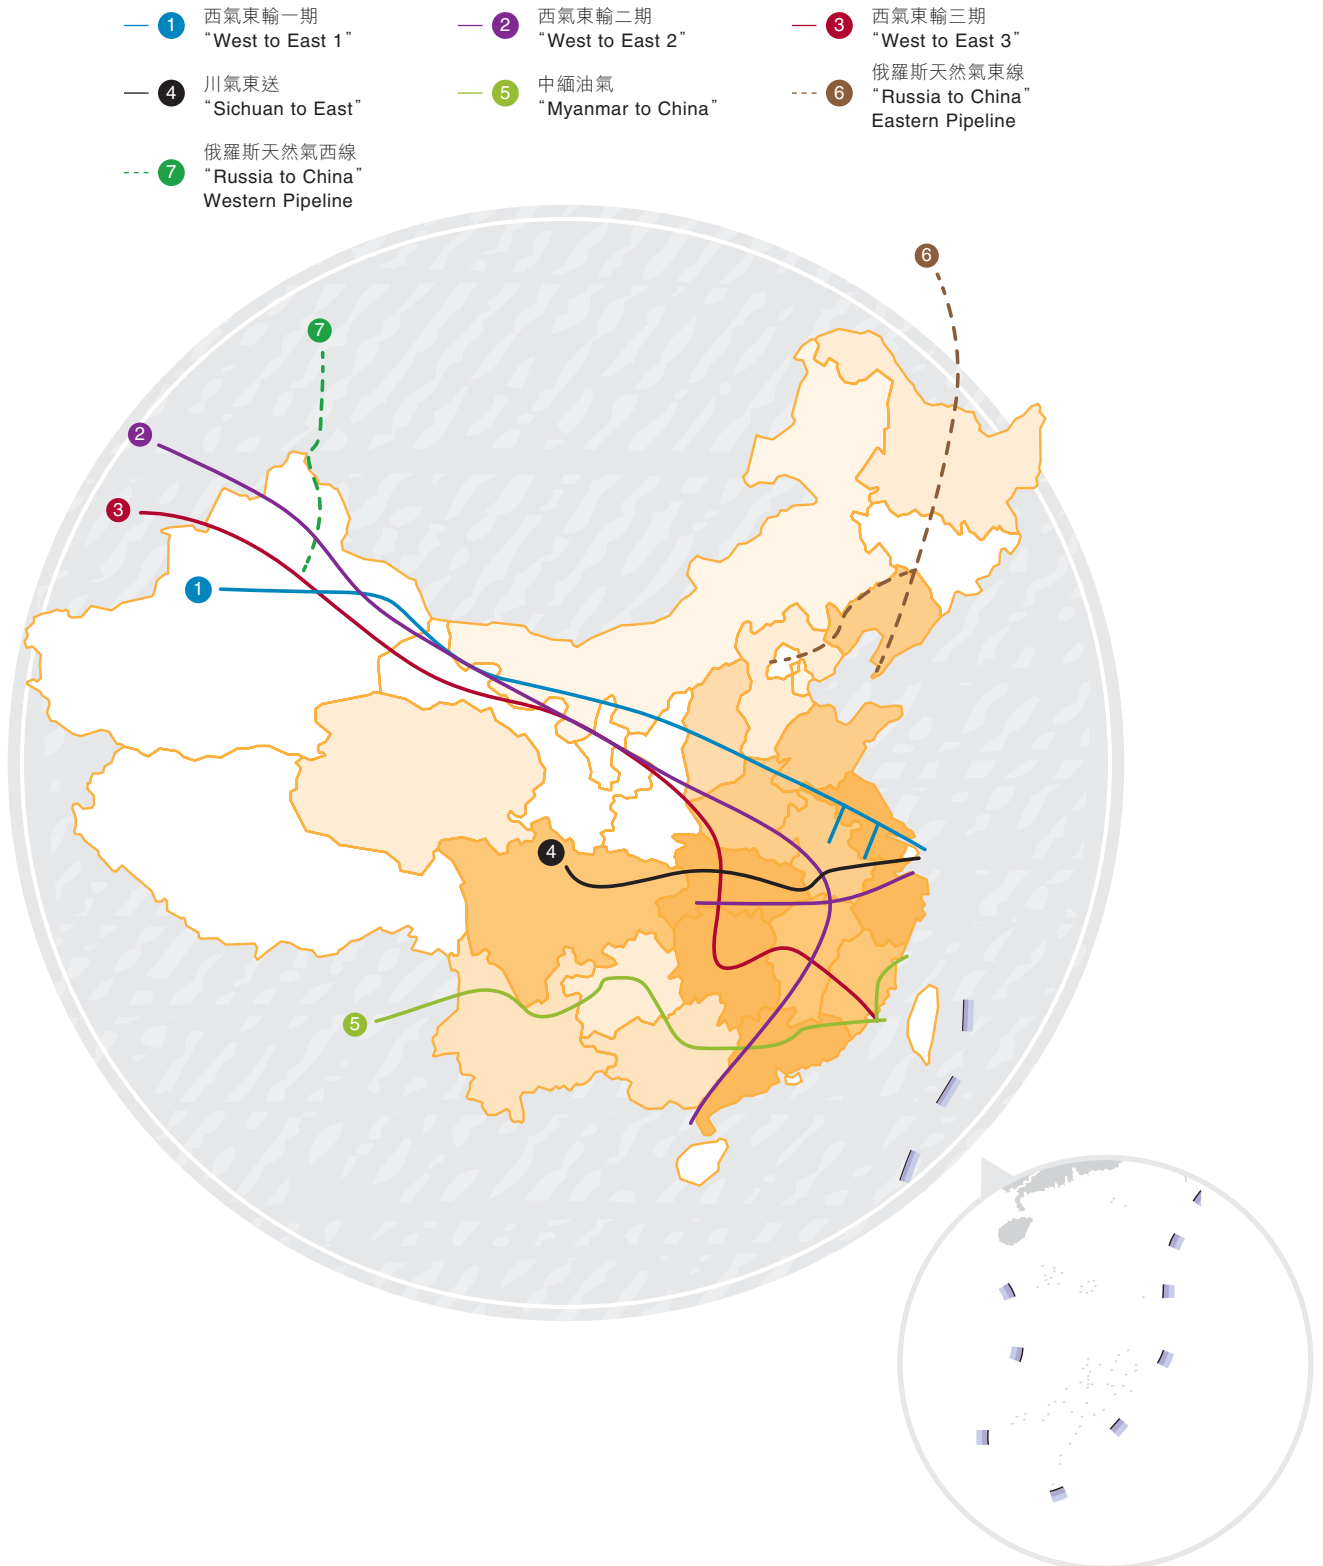 1
西氣東輸一期
“West to East 1”
2
西氣東輸二期
“West to East 2”
3
西氣東輸三期
“West to East 3”
4
川氣東送
“Sichuan to East”
5
中緬油氣
“Myanmar to China”
6
俄羅斯天然氣東線
“Russia to China”
Eastern Pipeline
7
俄羅斯天然氣西線
“Russia to China”
Western Pipeline
6
7
2
3
1
4
5